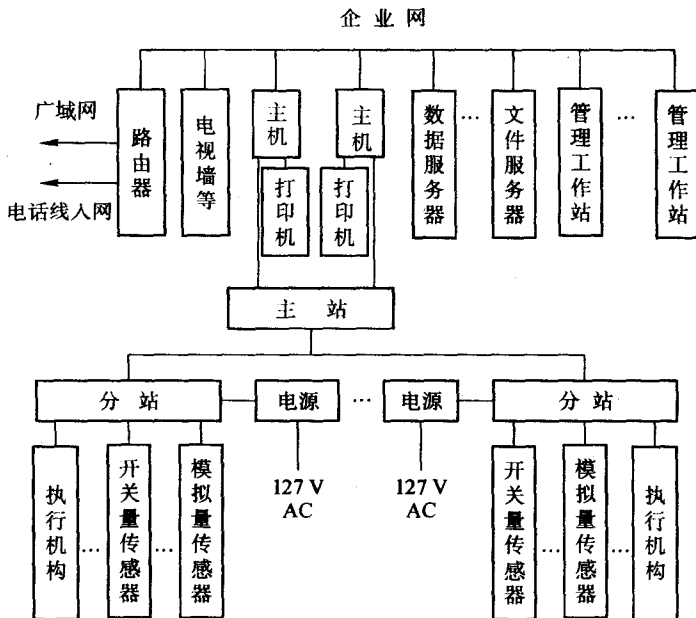 企业网
广域网
电话线入网
路由器
电视墙等
主机
主机
打印机
打印机
数据服务器
…
文件服务器
管理工作站
…
管理工作站
主 站
分 站
电源
…
电源
分 站
127 V
AC
127 V
AC
执行机构
…
开关量传感器
…
模拟量传感器
开关量传感器
…
模拟量传感器
…
执行机构